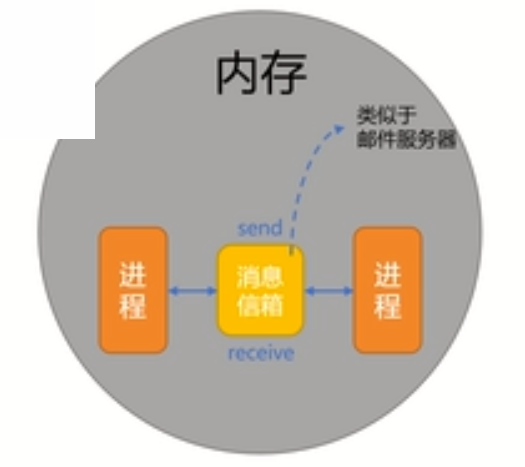 内存
类似于
邮件服务器
send
进
程
消息
信箱
进
程
receive